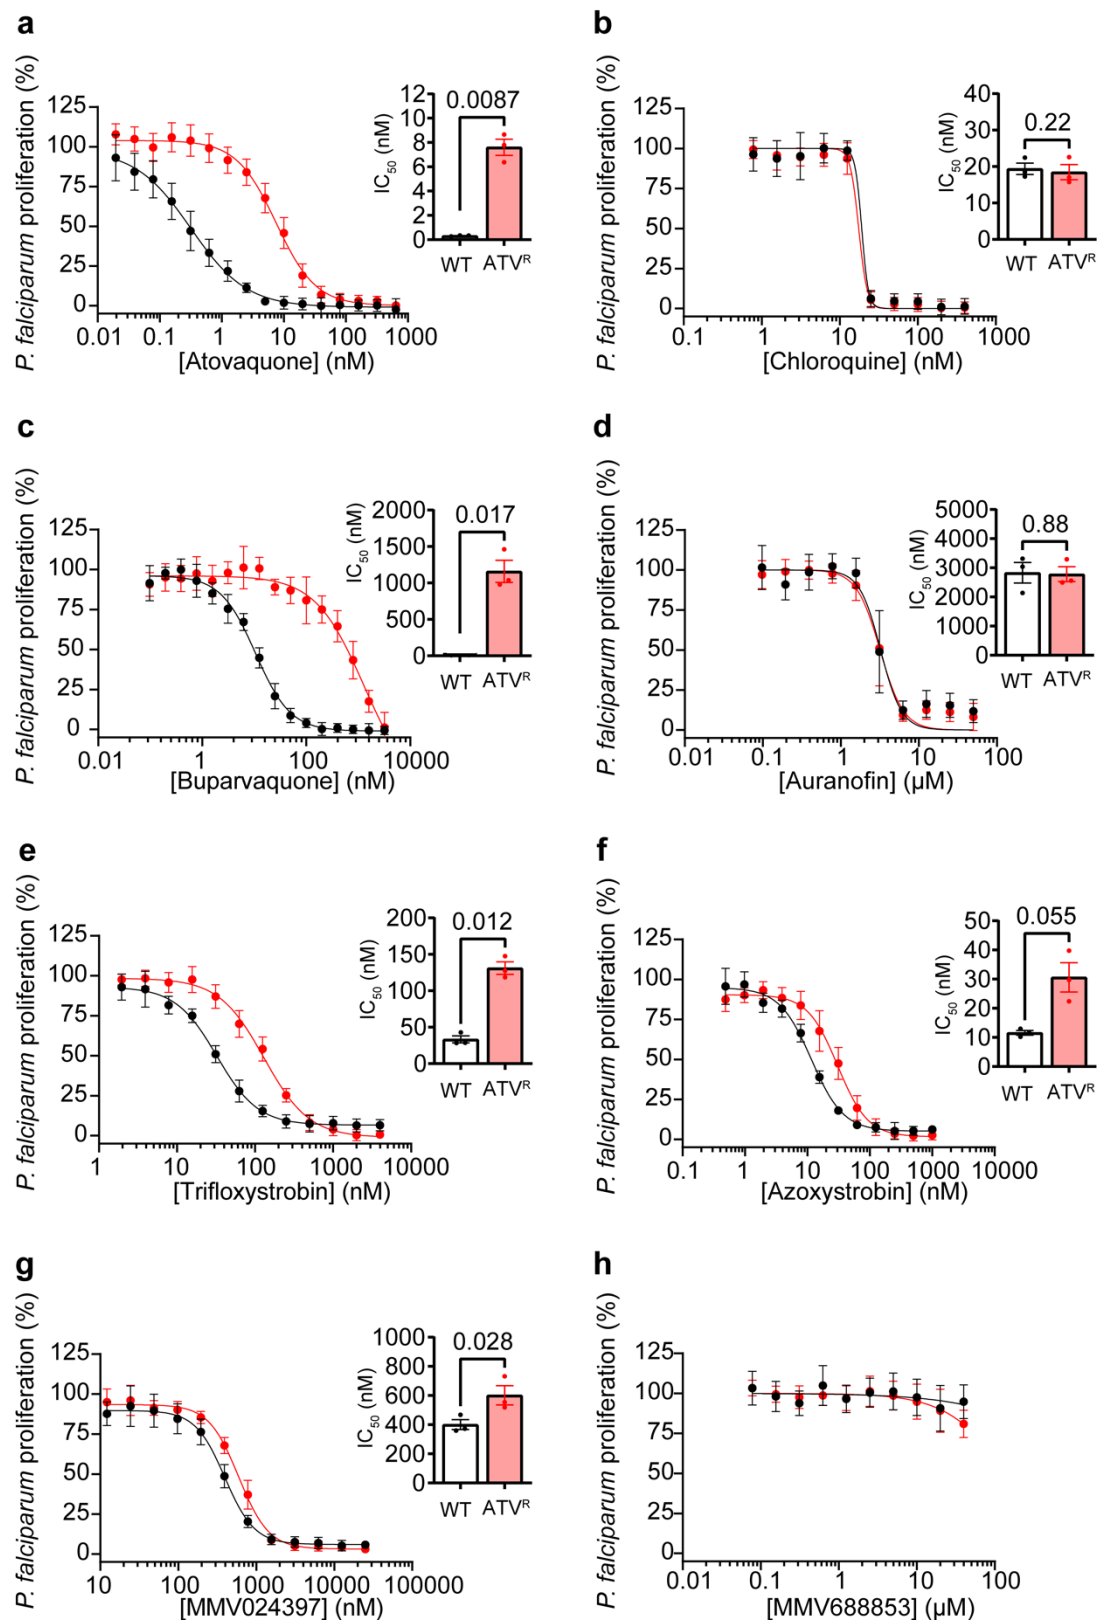 a
P. falciparum proliferation (%)
125
100
75
50
25
0
0.01 0.1 1 10 100 1000
[Atovaquone] (nM)
IC50 (nM)
12
10
8
6
4
2
0
0.0087
WT ATVR
b
P. falciparum proliferation (%)
125
100
75
50
25
0
0.1 1 10 100 1000
[Chloroquine] (nM)
IC50 (nM)
40
30
20
10
0
0.22
WT ATVR
c
P. falciparum proliferation (%)
125
100
75
50
25
0
0.01 1 100 10000
[Buparvaquone] (nM)
IC50 (nM)
2000
1500
1000
500
0
0.017
WT ATVR
d
P. falciparum proliferation (%)
125
100
75
50
25
0
0.01 0.1 1 10 100
[Auranofin] (µM)
IC50 (nM)
5000
4000
3000
2000
1000
0
0.88
WT ATVR
e
P. falciparum proliferation (%)
125
100
75
50
25
0
1 10 100 1000 10000
[Trifloxystrobin] (nM)
IC50 (nM)
200
150
100
50
0
0.012
WT ATVR
f
P. falciparum proliferation (%)
125
100
75
50
25
0
0.1 1 10 100 1000 10000
[Azoxystrobin] (nM)
IC50 (nM)
50
40
30
20
10
0
0.055
WT ATVR
g
P. falciparum proliferation (%)
125
100
75
50
25
0
10 100 1000 10000 100000
[MMV024397] (nM)
IC50 (nM)
1000
800
600
400
200
0
0.028
WT ATVR
h
P. falciparum proliferation (%)
125
100
75
50
25
0
0.01 0.1 1 10 100
[MMV688853] (µM)